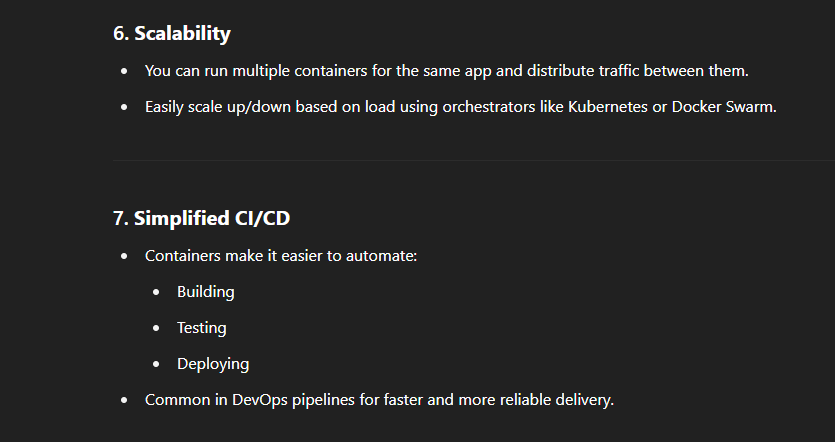 6. Scalability
• You can run multiple containers for the same app and distribute traffic between them.
• Easily scale up/down based on load using orchestrators like Kubernetes or Docker Swarm.
7. Simplified CI/CD
• Containers make it easier to automate:
• Building
• Testing
• Deploying
• Common in DevOps pipelines for faster and more reliable delivery.